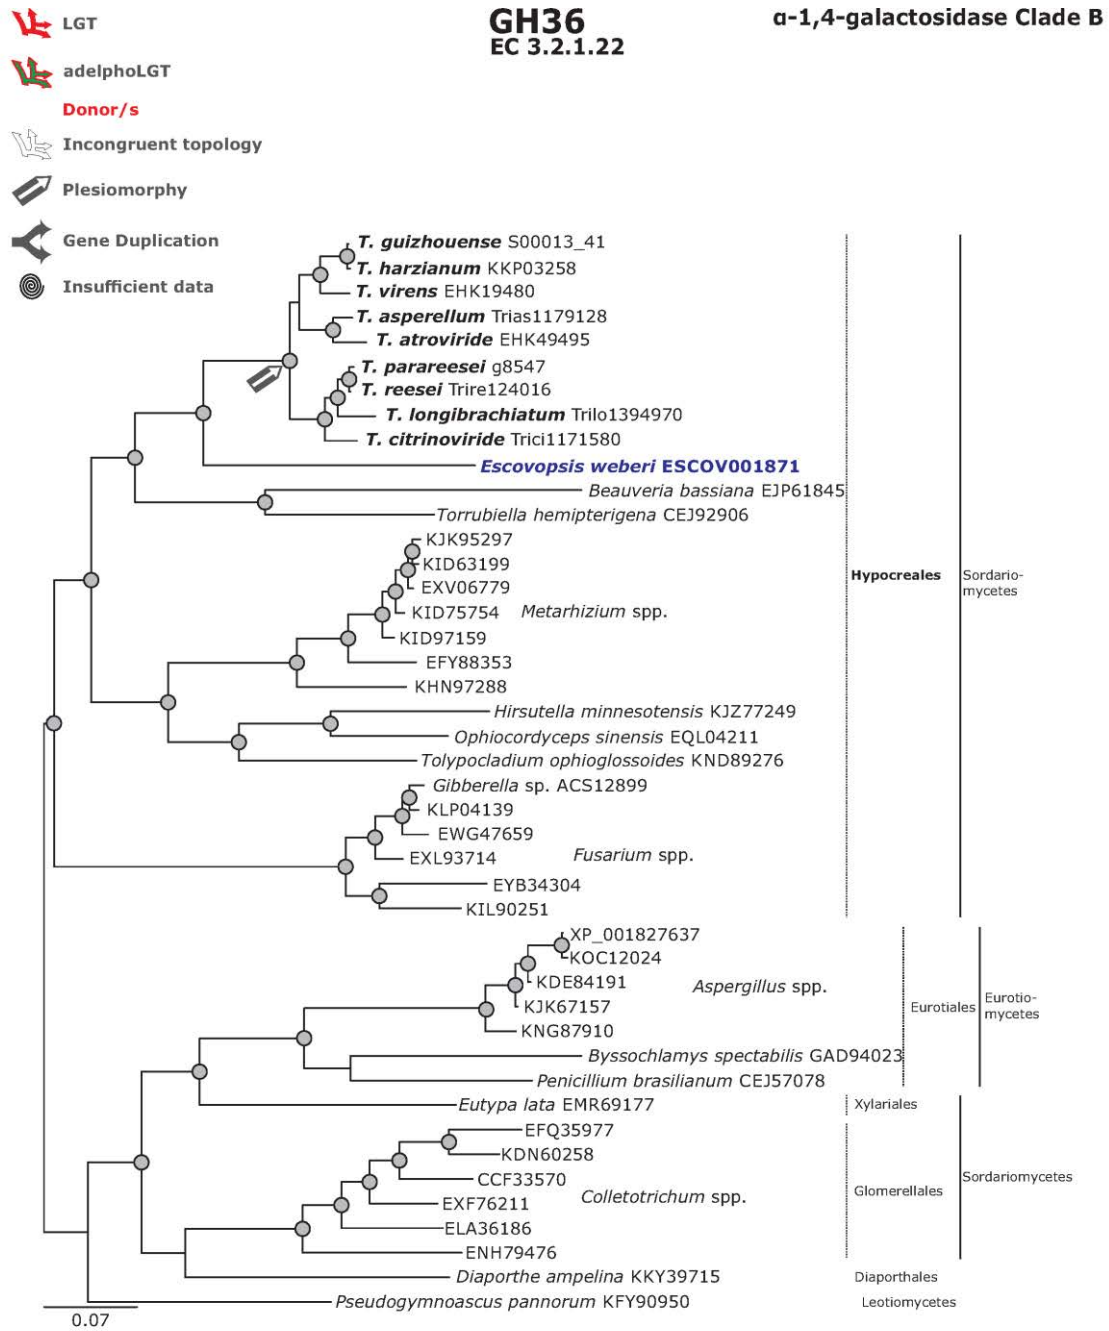 GH36
EC 3.2.1.22
α-1,4-galactosidase Clade B
LGT
adelphoLGT
Donor/s
Incongruent topology
Plesiomorphy
Gene Duplication
Insufficient data
T. guizhouense S00013_41
T. harzianum KKP03258
T. virens EHK19480
T. asperellum Trias1179128
T. atroviride EHK49495
T. parareesei g8547
T. reesei Trire124016
T. longibrachiatum Trilo1394970
T. citrinoviride Trici1171580
Escovopsis weberi ESCOV001871
Beauveria bassiana EJP61845
Torrubiella hemipterigena CEJ92906
KJK95297
KID63199
EXV06779
KID75754 Metarhizium spp.
KID97159
EFY88353
KHN97288
Hirsutella minnesotensis KJZ77249
Ophiocordyceps sinensis EQL04211
Tolypocladium ophioglossoides KND89276
Gibberella sp. ACS12899
KLP04139
EWG47659
EXL93714 Fusarium spp.
EYB34304
KIL90251
Hypocreales
Sordario-
mycetes
XP_001827637
KOC12024
KDE84191 Aspergillus spp.
KJK67157
KNG87910
Byssochlamys spectabilis GAD94023
Penicillium brasilianum CEJ57078
Eurotiales
Eurotio-
mycetes
Eutypa lata EMR69177 Xylariales
EFQ35977
KDN60258
CCF33570
EXF76211 Colletotrichum spp.
ELA36186
ENH79476
Glomerellales
Sordariomycetes
Diaporthe ampelina KKY39715 Diaporthales
Pseudogymnoascus pannorum KFY90950 Leotiomycetes
0.07